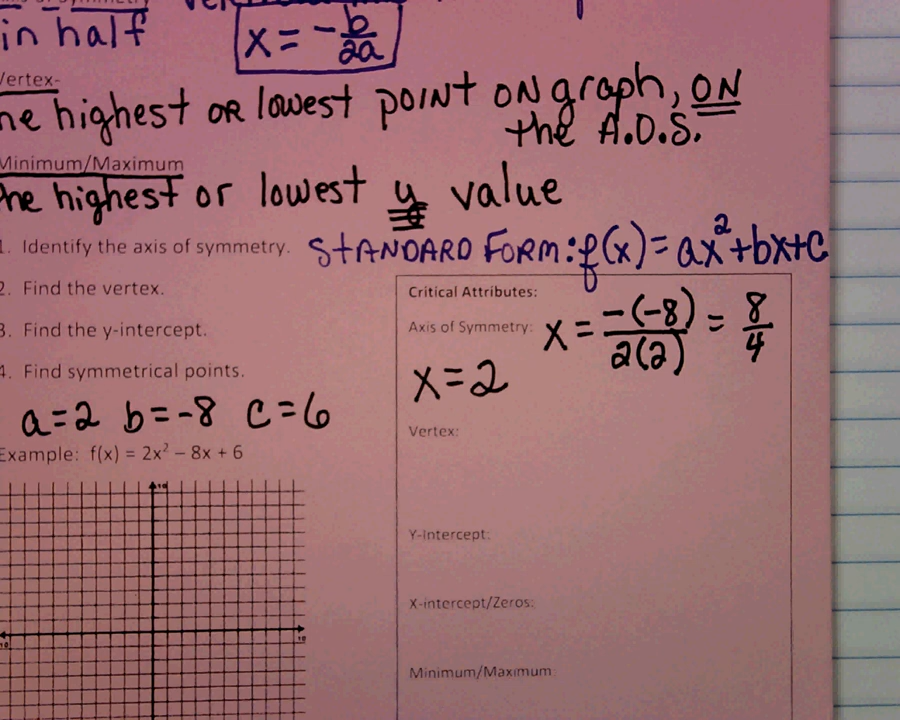 in half x = -b/2a
Vertex-
he highest OR lowest point on graph, ON
the A.O.S.
Minimum/Maximum
he highest or lowest y value
1. Identify the axis of symmetry. STANDARD FORM: f(x) = ax²+bx+c
2. Find the vertex.
3. Find the y-intercept.
4. Find symmetrical points.
a=2 b=-8 c=6
Example: f(x) = 2x² – 8x + 6
Critical Attributes:
Axis of Symmetry: x = -(-8)/2(2) = 8/4
x=2
Vertex:
Y-Intercept:
X-intercept/Zeros:
Minimum/Maximum
10
10
10